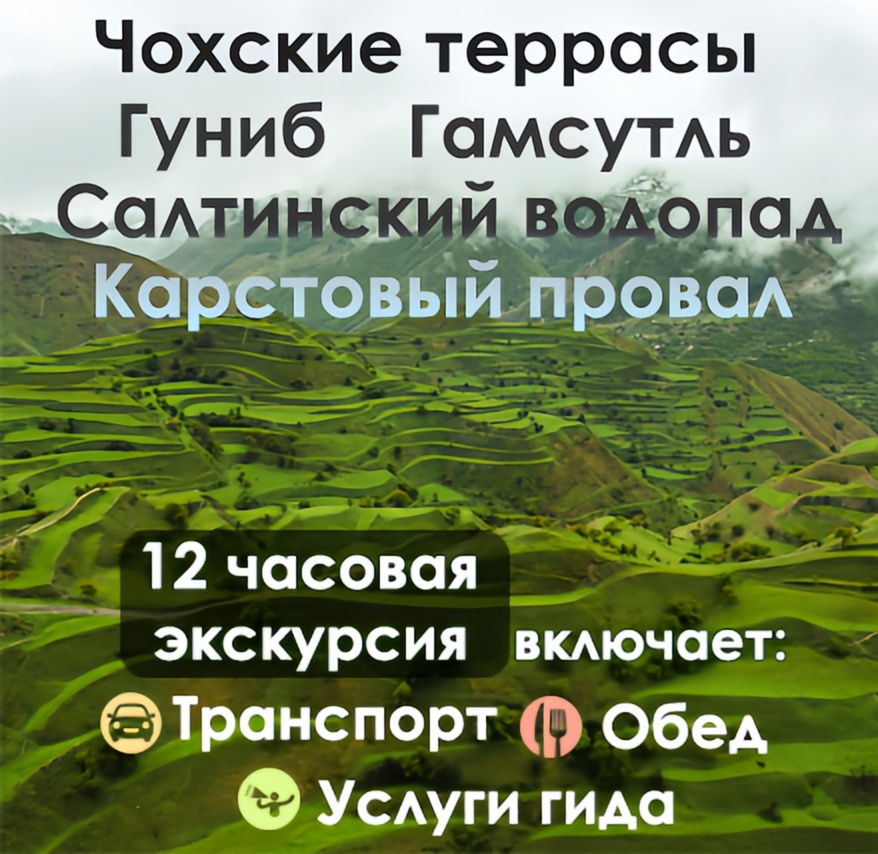 Чохские террасы
Гуниб Гамсутль
Салтинский водопад
Карстовый провал
12 часовая
экскурсия включает:
Транспорт Обед
Услуги гида